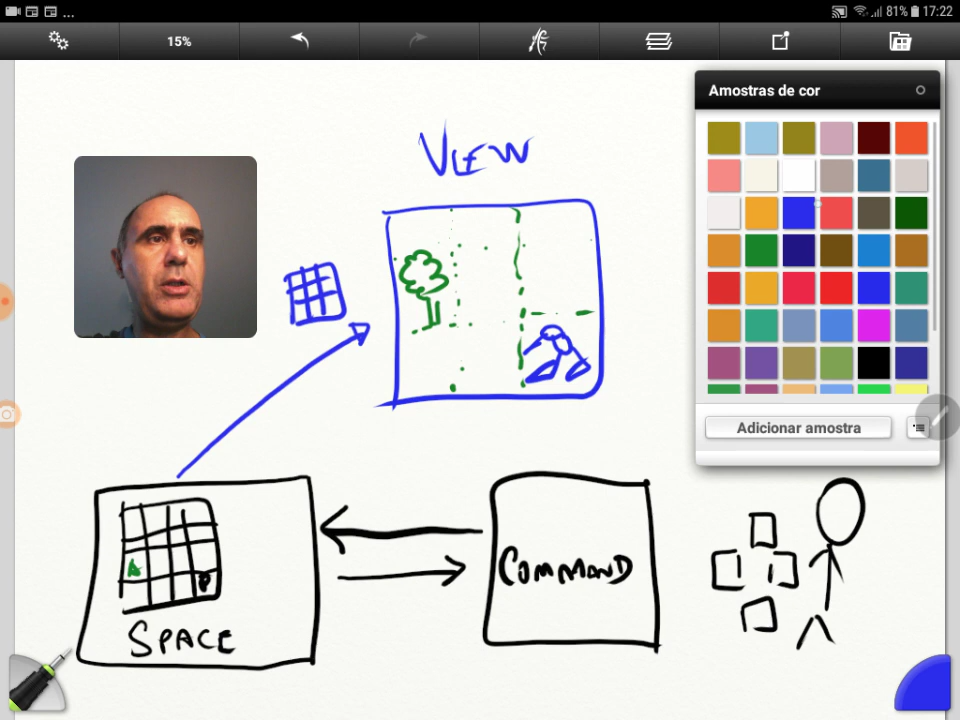 ... 81% 17:22
15%
Amostras de cor
VIEW
Adicionar amostra
A
P
COMMAND
SPACE